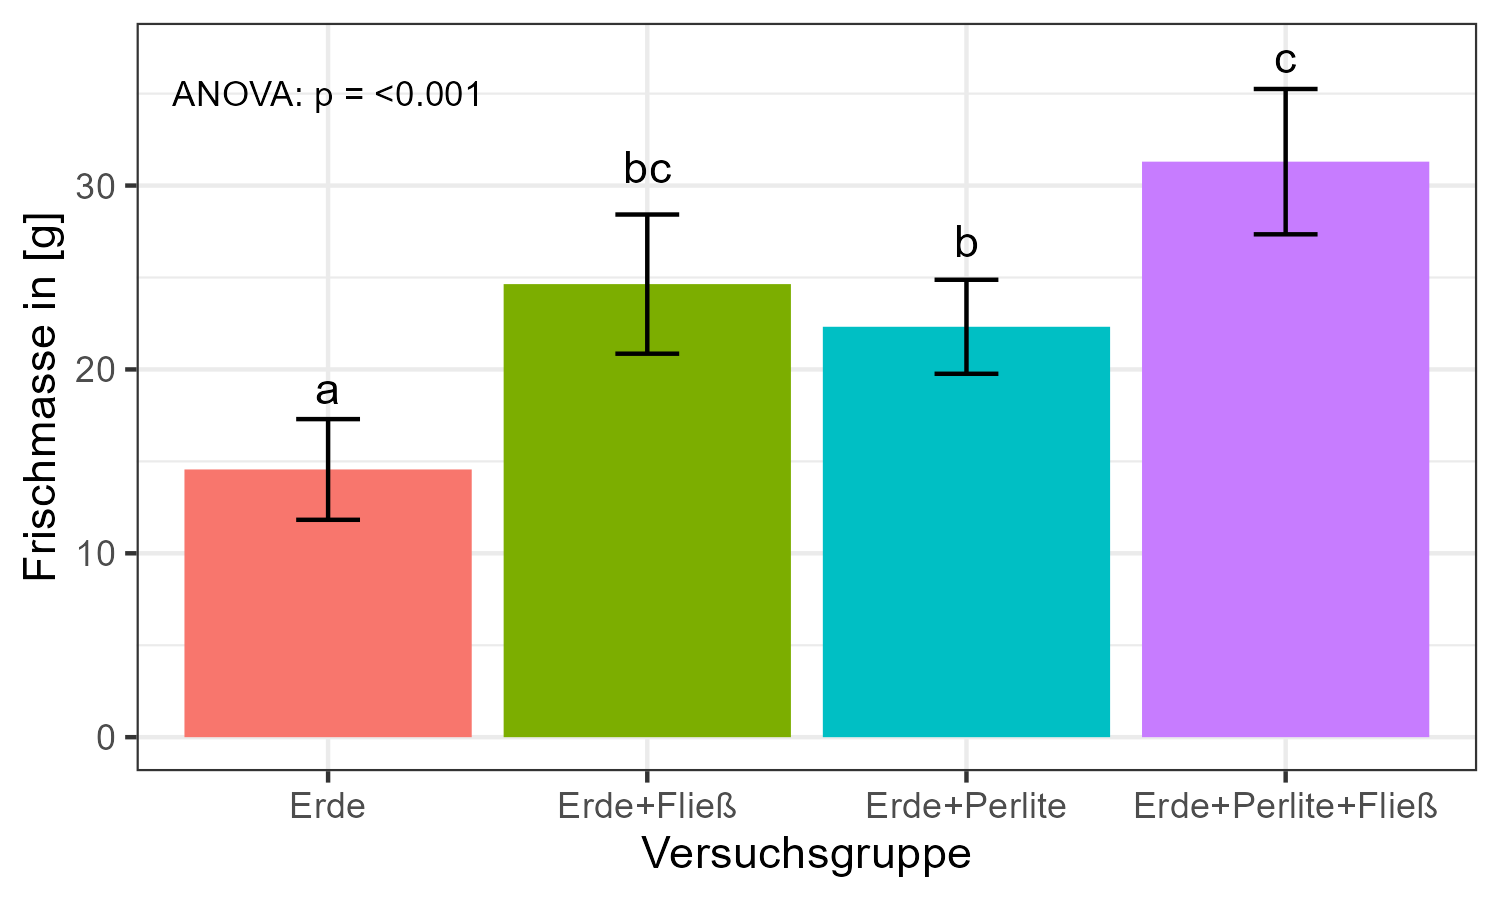 ANOVA: p = <0.001
c
bc
b
a
Frischmasse in [g]
30
20
10
0
Erde
Erde+Fließ
Erde+Perlite
Erde+Perlite+Fließ
Versuchsgruppe